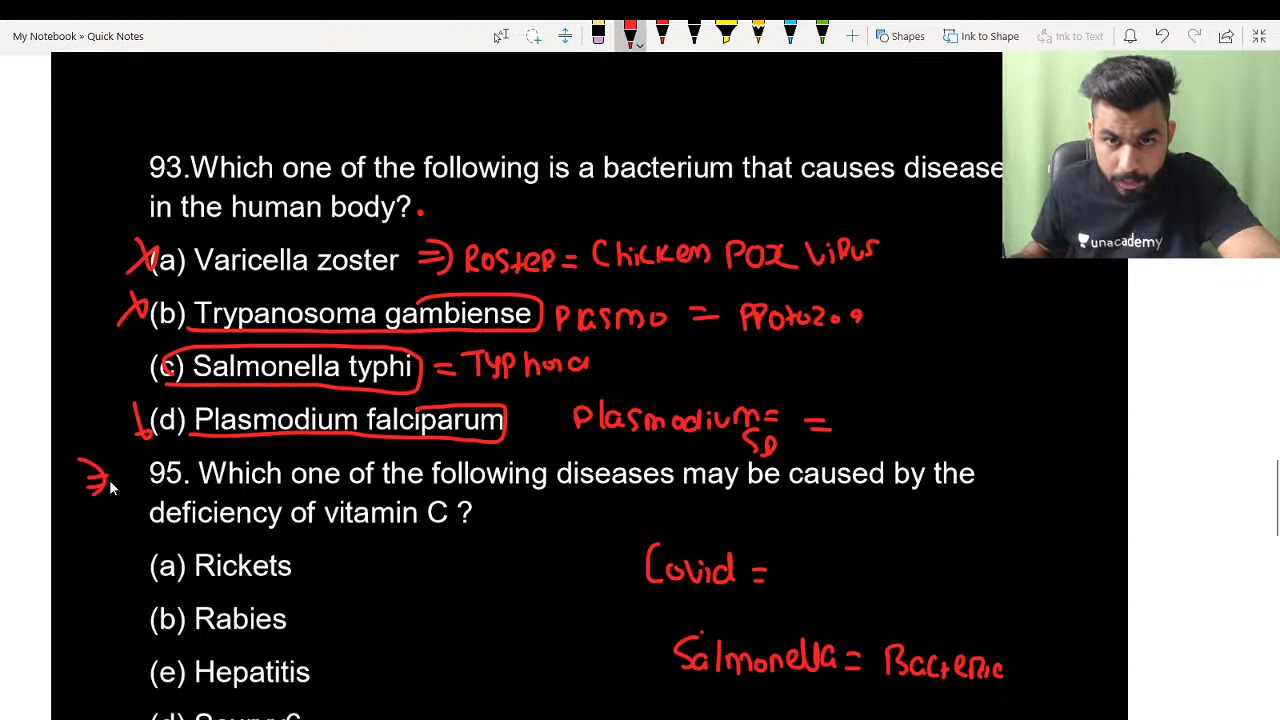 My Notebook » Quick Notes
Shapes
Ink to Shape
Ink to Text
93.Which one of the following is a bacterium that causes disease
in the human body?.
(a) Varicella zoster ⇒ Roster = Chicken POX Virus
(b) Trypanosoma gambiense Plasmo = Protozoa
(c) Salmonella typhi =
(d) Plasmodium falciparum Plasmodium = =
⇒ 95. Which one of the following diseases may be caused by the
deficiency of vitamin C ?
(a) Rickets
Covid =
(b) Rabies
Salmonella =
(e) Hepatitis
unacademy